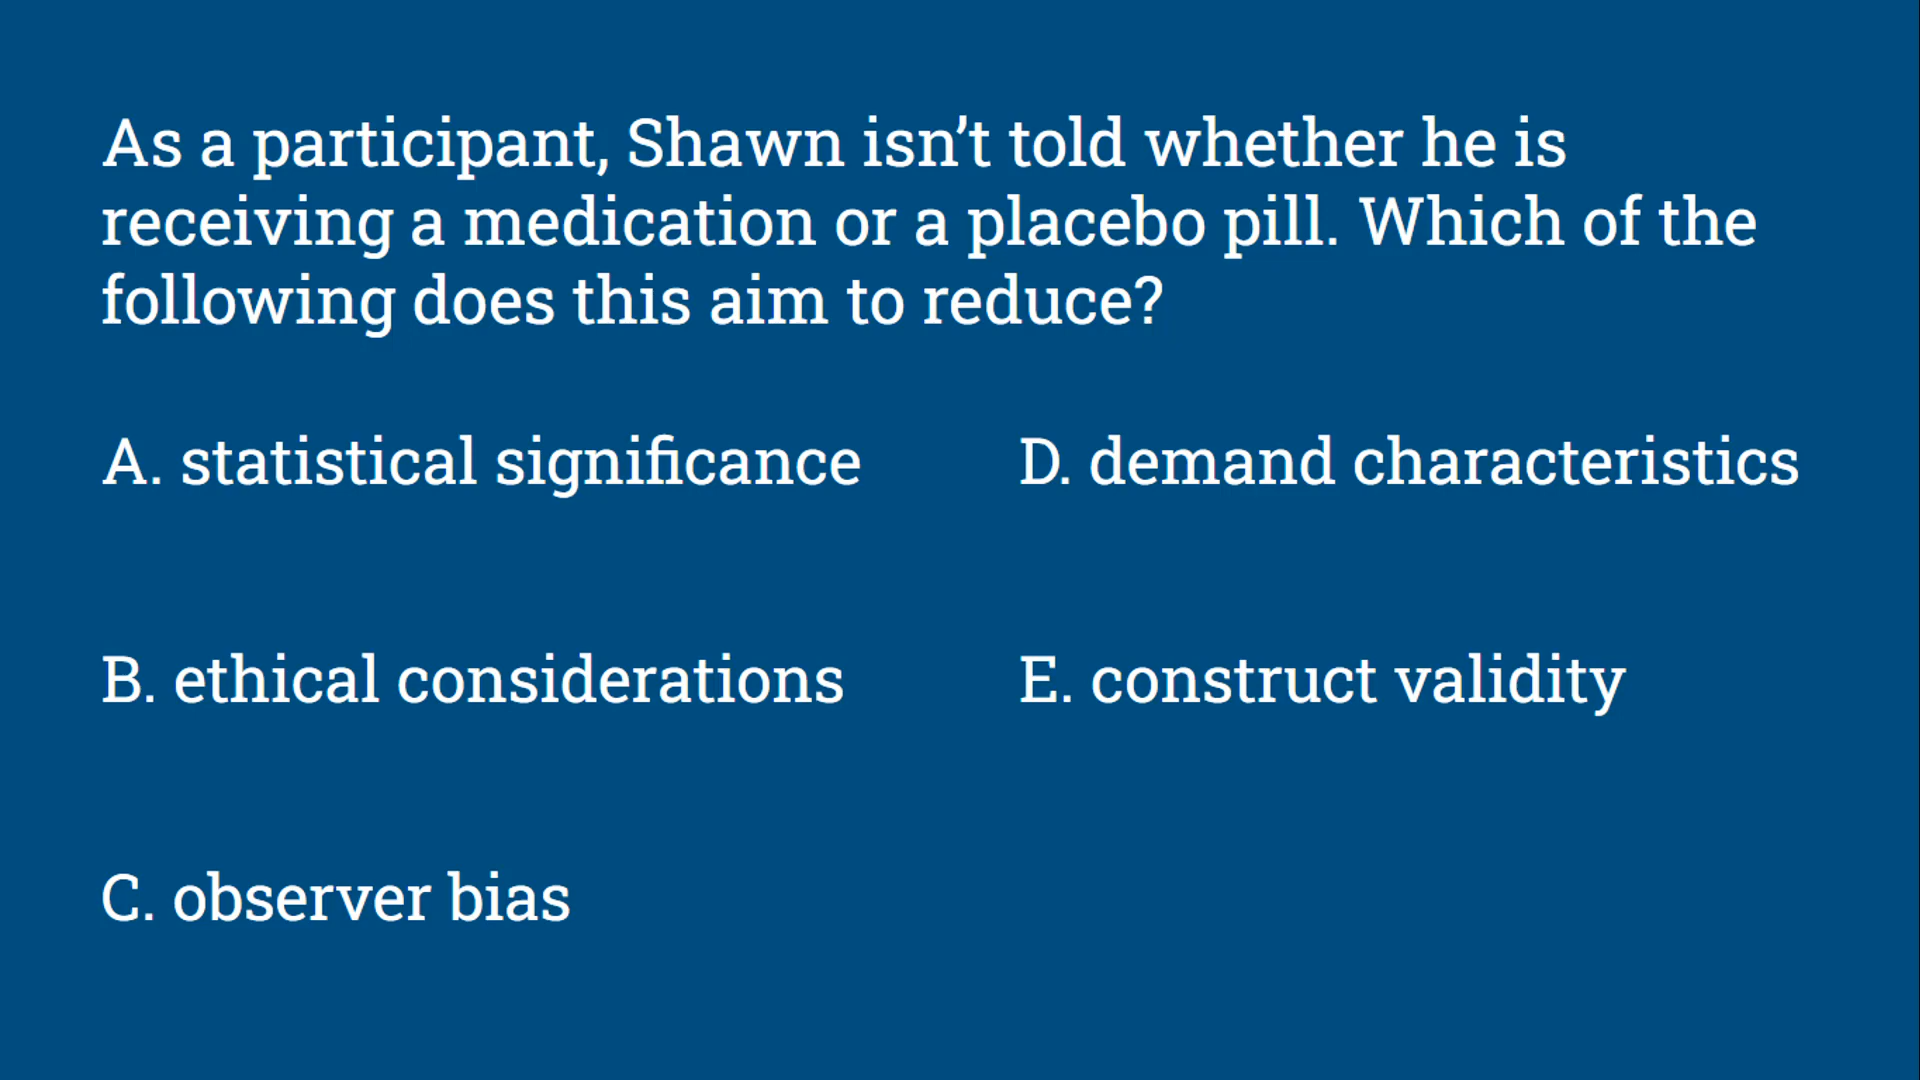 As a participant, Shawn isn’t told whether he is
receiving a medication or a placebo pill. Which of the
following does this aim to reduce?
A. statistical significance
B. ethical considerations
C. observer bias
D. demand characteristics
E. construct validity